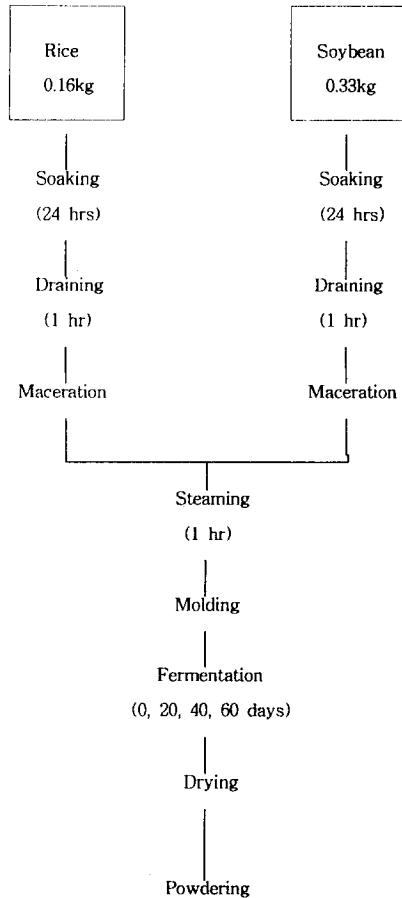 Rice
0.16kg
Soaking
(24 hrs)
Draining
(1 hr)
Maceration
Soybean
0.33kg
Soaking
(24 hrs)
Draining
(1 hr)
Maceration
Steaming
(1 hr)
Molding
Fermentation
(0, 20, 40, 60 days)
Drying
Powdering